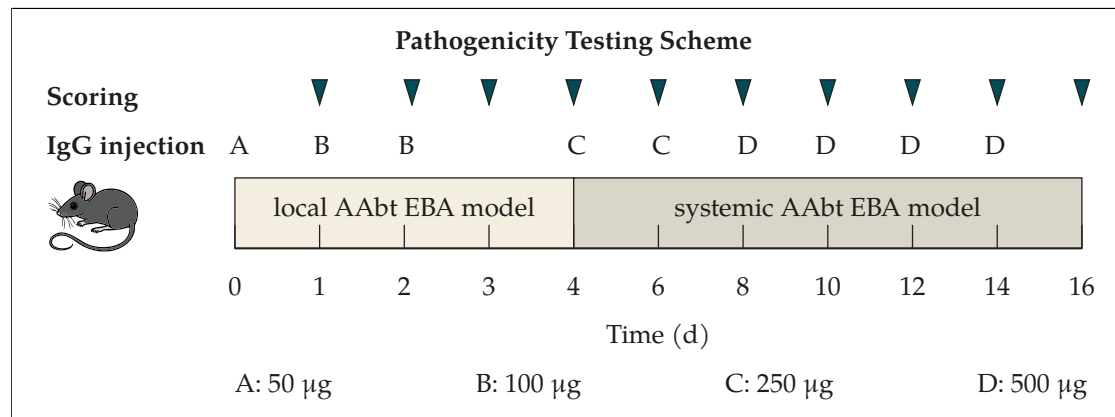 Pathogenicity Testing Scheme
Scoring
IgG injection A B B C C D D D D
local AAbt EBA model systemic AAbt EBA model
0 1 2 3 4 6 8 10 12 14 16
Time (d)
A: 50 µg B: 100 µg C: 250 µg D: 500 µg